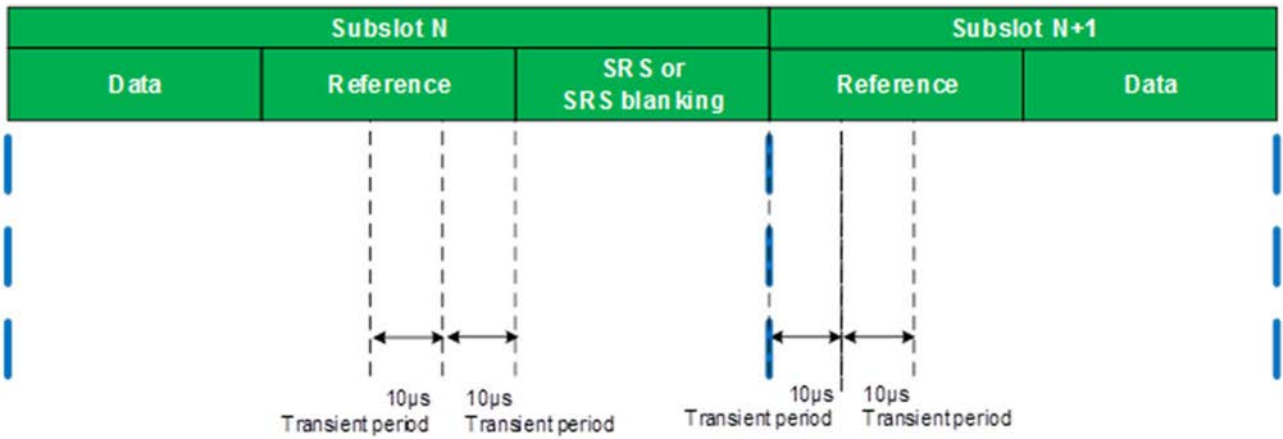 Subslot N
Subslot N+1
Data
Reference
SRS or
SRS blanking
Reference
Data
10µs
Transient period
10µs
Transient period
10µs
Transient period
10µs
Transient period